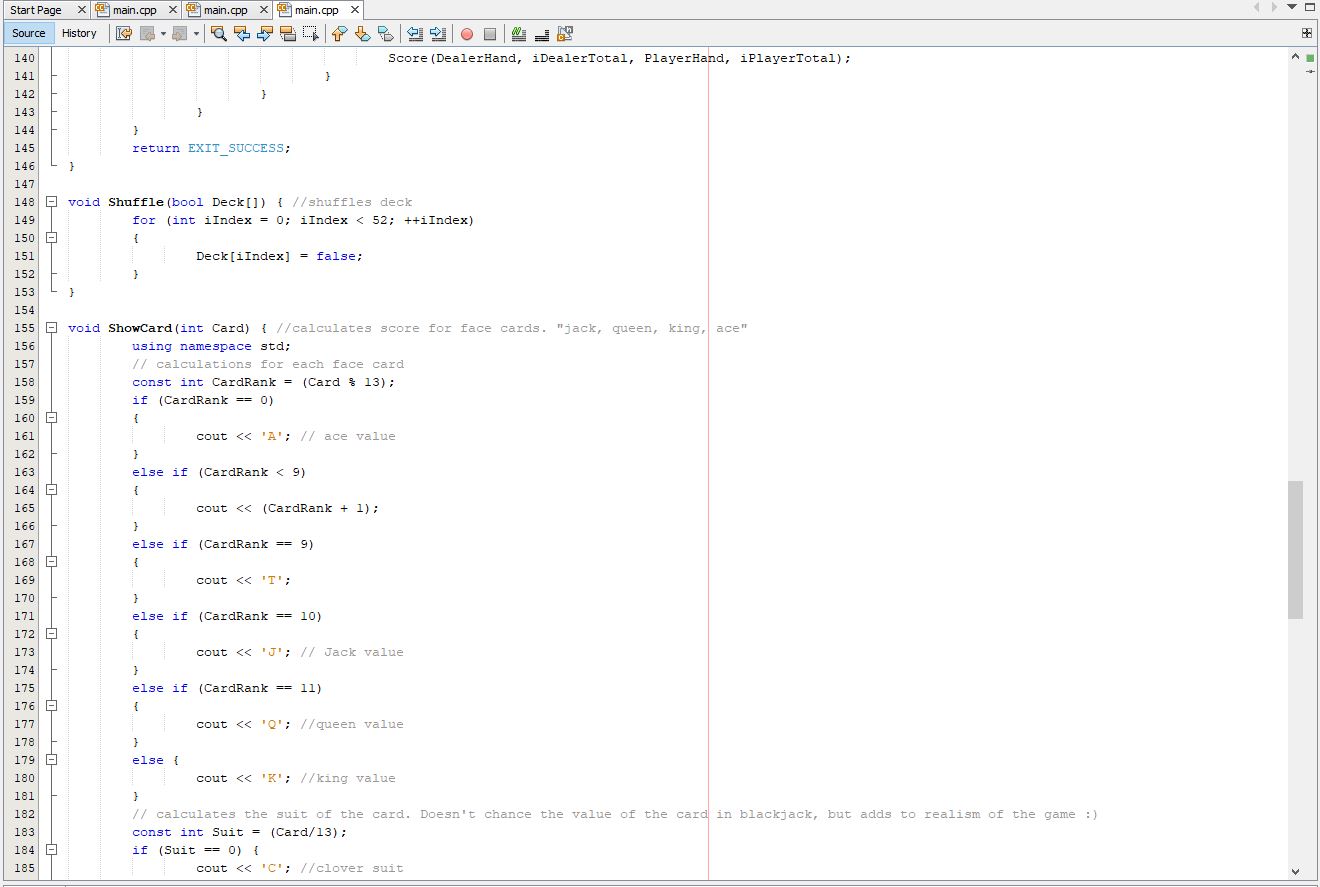 Start Page main.cpp main.cpp main.cpp
Source History
140 Score(DealerHand, iDealerTotal, PlayerHand, iPlayerTotal);
141 }
142 }
143 }
144 }
145 return EXIT_SUCCESS;
146 }
147
148 void Shuffle(bool Deck[]) { //shuffles deck
149 for (int iIndex = 0; iIndex < 52; ++iIndex)
150 {
151 Deck[iIndex] = false;
152 }
153 }
154
155 void ShowCard(int Card) { //calculates score for face cards. "jack, queen, king, ace"
156 using namespace std;
157 // calculations for each face card
158 const int CardRank = (Card % 13);
159 if (CardRank == 0)
160 {
161 cout << 'A'; // ace value
162 }
163 else if (CardRank < 9)
164 {
165 cout << (CardRank + 1);
166 }
167 else if (CardRank == 9)
168 {
169 cout << 'T';
170 }
171 else if (CardRank == 10)
172 {
173 cout << 'J'; // Jack value
174 }
175 else if (CardRank == 11)
176 {
177 cout << 'Q'; //queen value
178 }
179 else {
180 cout << 'K'; //king value
181 }
182 // calculates the suit of the card. Doesn't chance the value of the card in blackjack, but adds to realism of the game :)
183 const int Suit = (Card/13);
184 if (Suit == 0) {
185 cout << 'C'; //clover suit